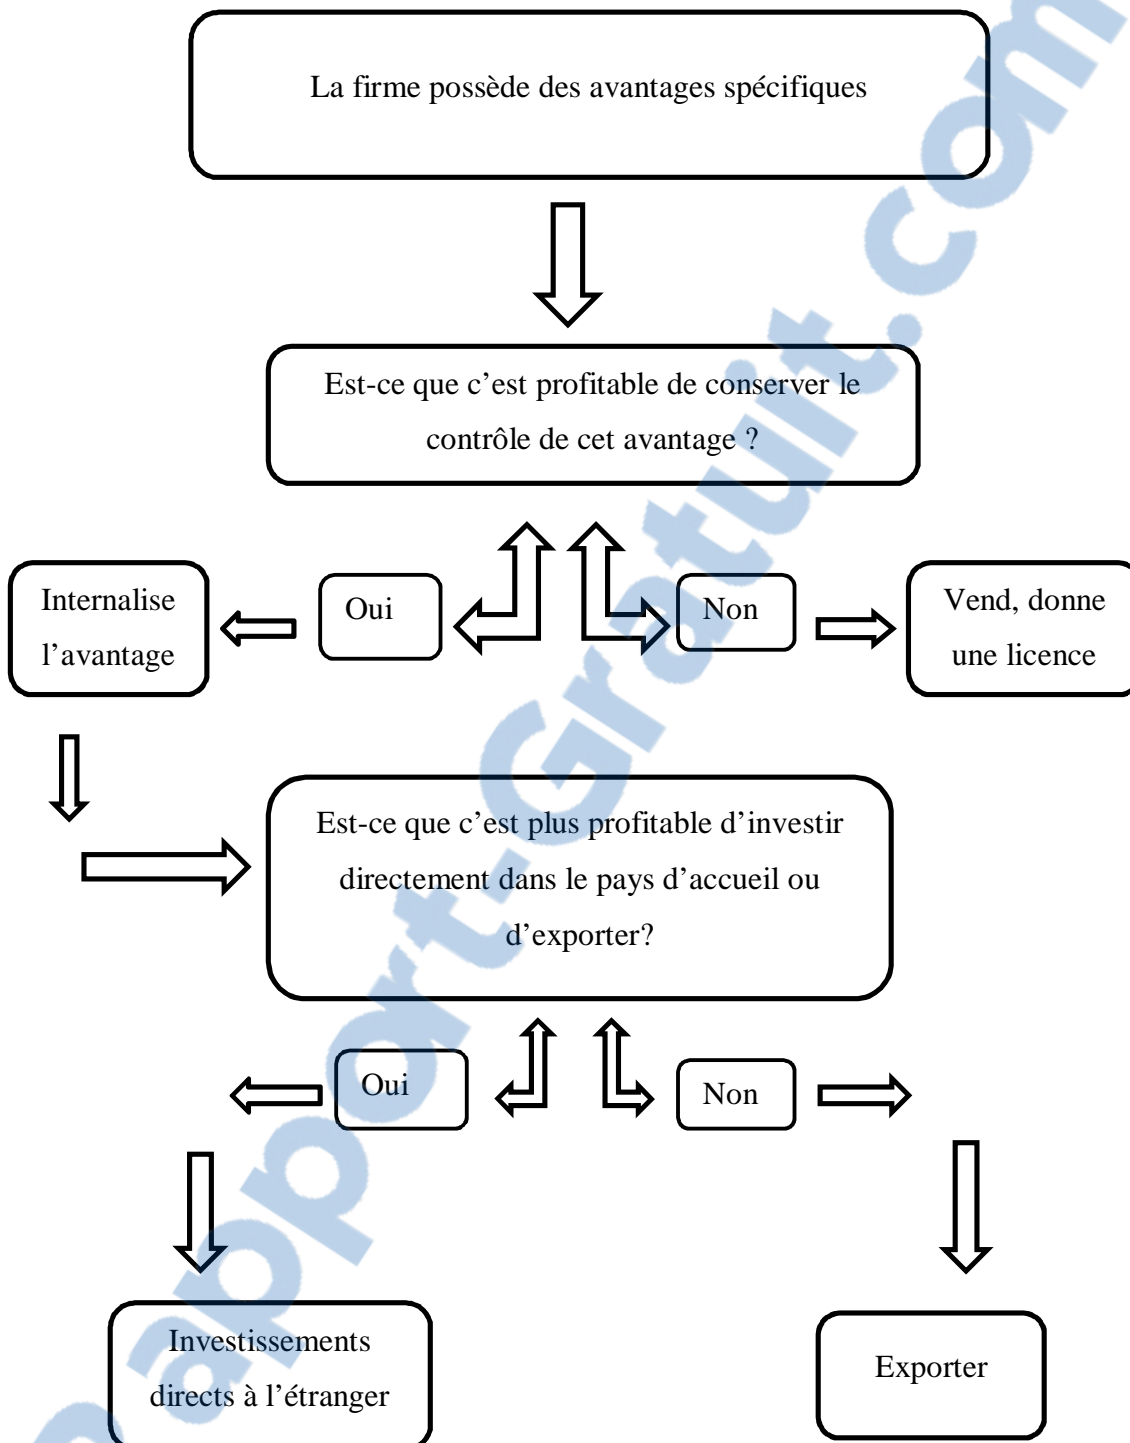 La firme possède des avantages spécifiques
Est-ce que c’est profitable de conserver le
contrôle de cet avantage ?
Internalise
l’avantage
Oui
Non
Vend, donne
une licence
Est-ce que c’est plus profitable d’investir
directement dans le pays d’accueil ou
d’exporter?
Oui
Non
Investissements
directs à l’étranger
Exporter
Rapport-Gratuit.com